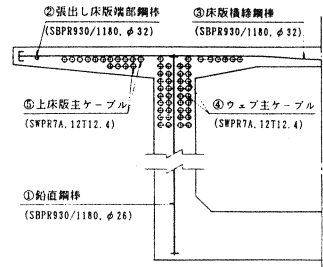 ②張出し床版端部鋼棒
(SBPR930/1180, φ32)
③床版横締鋼棒
(SBPR930/1180, φ32)
⑤上床版主ケーブル
(SWPR7A, 12T12.4)
④ウェブ主ケーブル
(SWPR7A, 12T12.4)
①鉛直鋼棒
(SBPR930/1180, φ26)